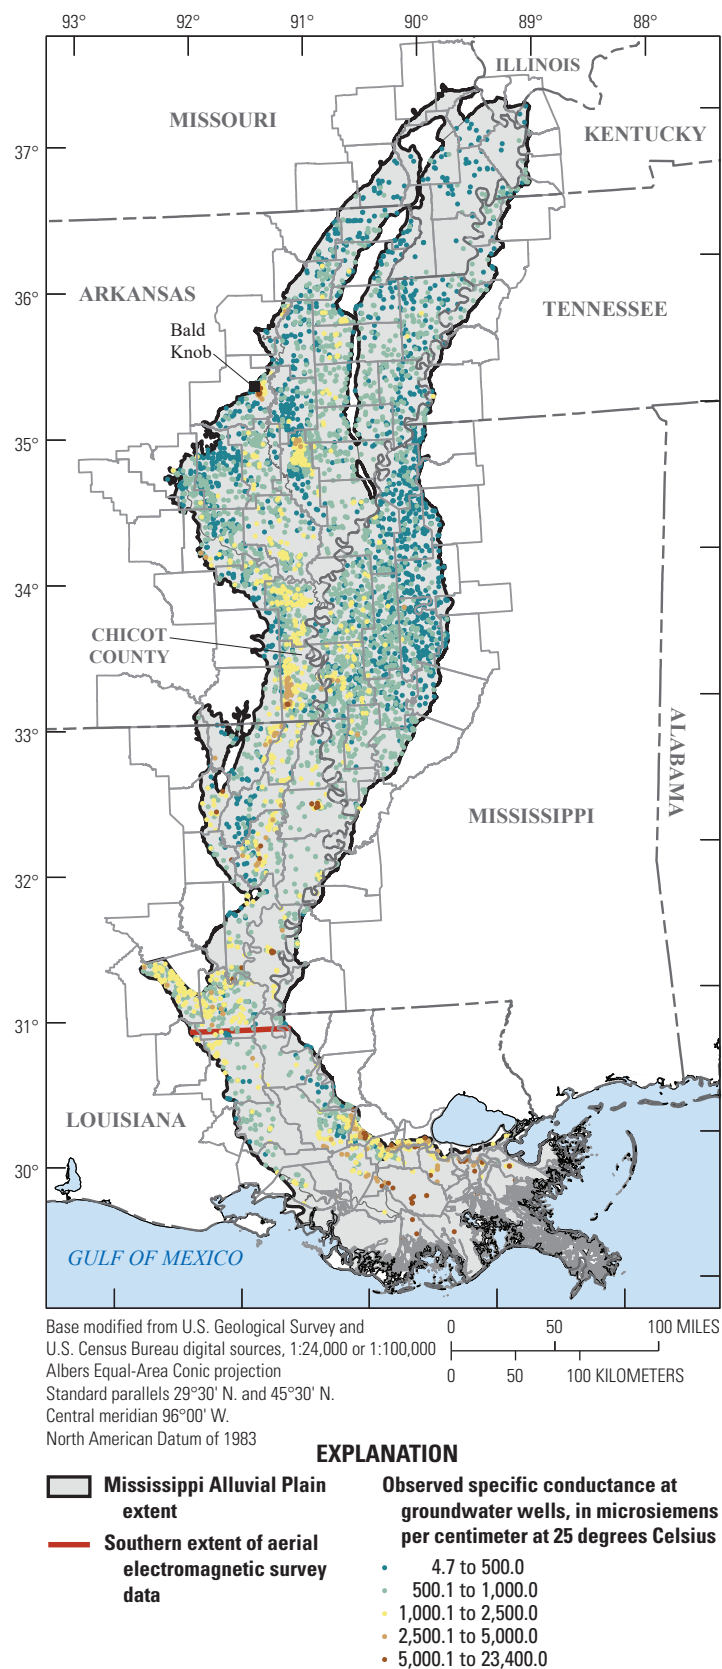 93°
92°
91°
90°
89°
88°
ILLINOIS
MISSOURI
KENTUCKY
37°
ARKANSAS
36°
TENNESSEE
Bald
Knob
35°
34°
CHICOT
COUNTY
33°
ALABAMA
MISSISSIPPI
32°
31°
LOUISIANA
30°
GULF OF MEXICO
Base modified from U.S. Geological Survey and
U.S. Census Bureau digital sources, 1:24,000 or 1:100,000
Albers Equal-Area Conic projection
Standard parallels 29°30' N. and 45°30' N.
Central meridian 96°00' W.
North American Datum of 1983
0 50 100 MILES
0 50 100 KILOMETERS
EXPLANATION
Mississippi Alluvial Plain
extent
Southern extent of aerial
electromagnetic survey
data
Observed specific conductance at
groundwater wells, in microsiemens
per centimeter at 25 degrees Celsius
4.7 to 500.0
500.1 to 1,000.0
1,000.1 to 2,500.0
2,500.1 to 5,000.0
5,000.1 to 23,400.0